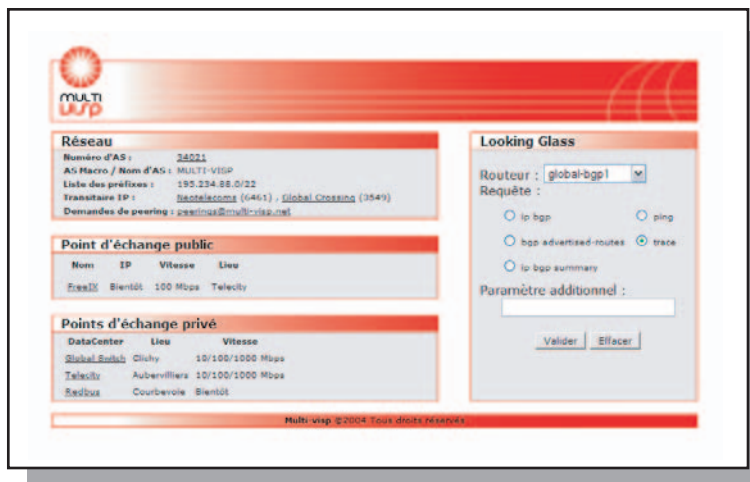 MULTI
visp
Réseau
Numéro d'AS : 34021
AS Macro / Nom d'AS : MULTI-VISP
Liste des préfixes : 195.234.88.0/22
Transitaire IP : Neotelecoms (6461) , Global Crossing (3549)
Demandes de peering : peerings@multi-visp.net
Point d'échange public
Nom IP Vitesse Lieu
FreeIX Bientôt 100 Mbps Telecity
Points d'échange privé
DataCenter Lieu Vitesse
Global Switch Clichy 10/100/1000 Mbps
Telecity Aubervilliers 10/100/1000 Mbps
Redbus Courbevoie Bientôt
Looking Glass
Routeur : global-bgp1
Requête :
ip bgp ping
bgp advertised-routes trace
ip bgp summary
Paramètre additionnel :
Valider Effacer
Multi-visp ©2004 Tous droits réservés.